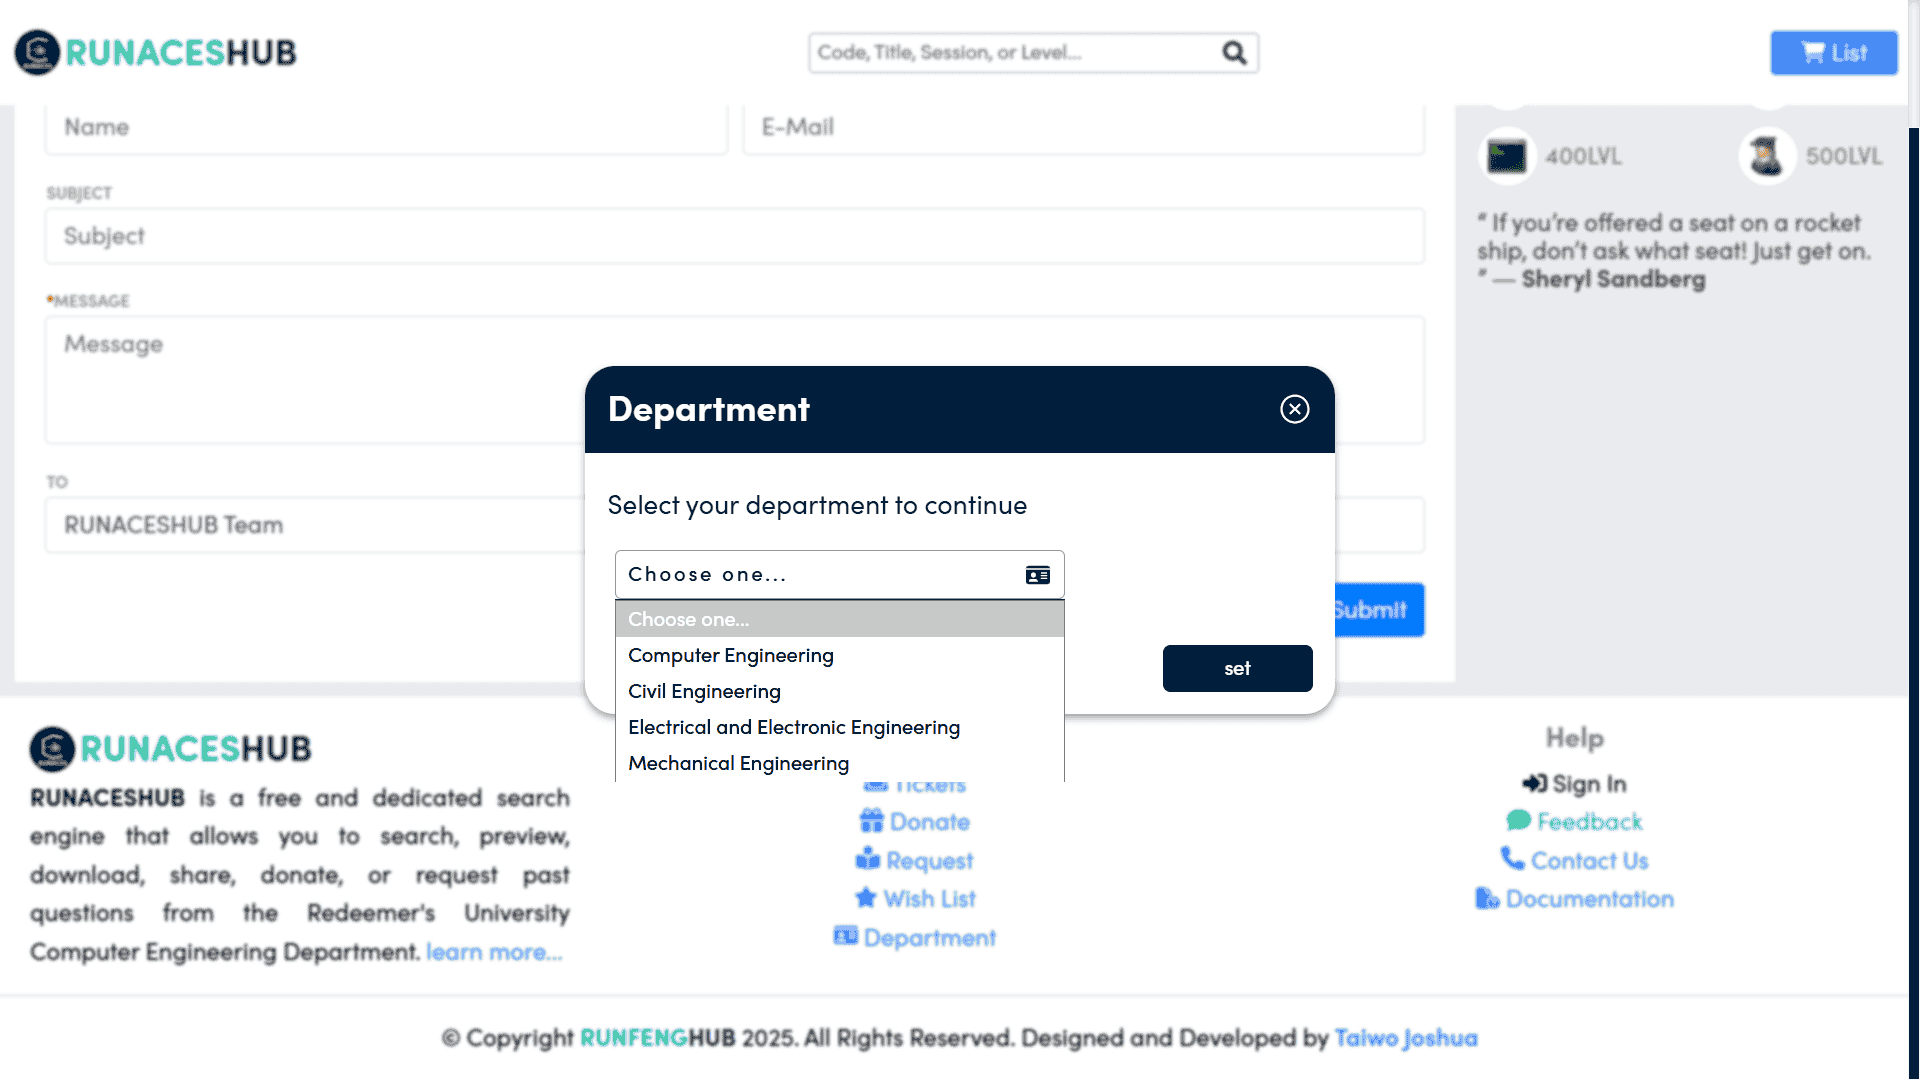 RUNACESHUB
Code, Title, Session, or Level...
List
Name
E-Mail
400LVL
500LVL
SUBJECT
Subject
“ If you’re offered a seat on a rocket
ship, don’t ask what seat! Just get on.
” — Sheryl Sandberg
*MESSAGE
Message
Department
TO
RUNACESHUB Team
Select your department to continue
Choose one...
Choose one...
Computer Engineering
Civil Engineering
Electrical and Electronic Engineering
Mechanical Engineering
Submit
set
RUNACESHUB
RUNACESHUB is a free and dedicated search
engine that allows you to search, preview,
download, share, donate, or request past
questions from the Redeemer's University
Computer Engineering Department. learn more...
Tickets
Donate
Request
Wish List
Department
Help
Sign In
Feedback
Contact Us
Documentation
© Copyright RUNFENGHUB 2025. All Rights Reserved. Designed and Developed by Taiwo Joshua